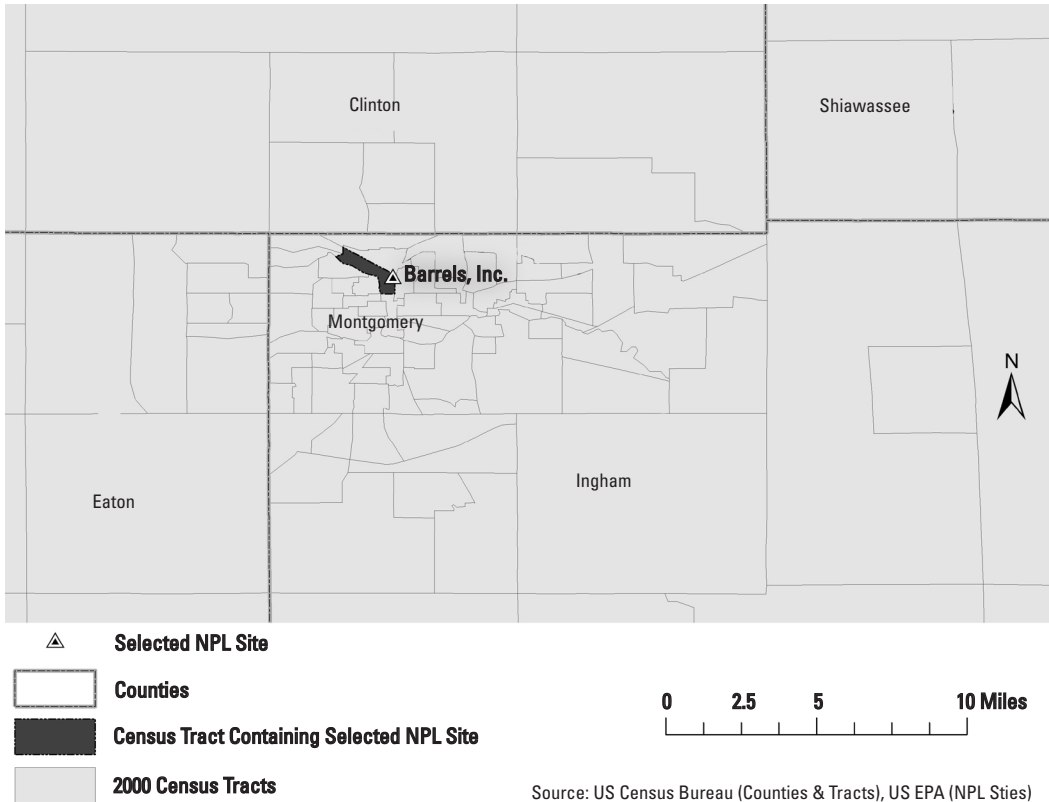 Clinton
Shiawassee
Barrels, Inc.
Montgomery
N
Ingham
Eaton
Selected NPL Site
Counties
0 2.5 5 10 Miles
Census Tract Containing Selected NPL Site
2000 Census Tracts
Source: US Census Bureau (Counties & Tracts), US EPA (NPL Sties)